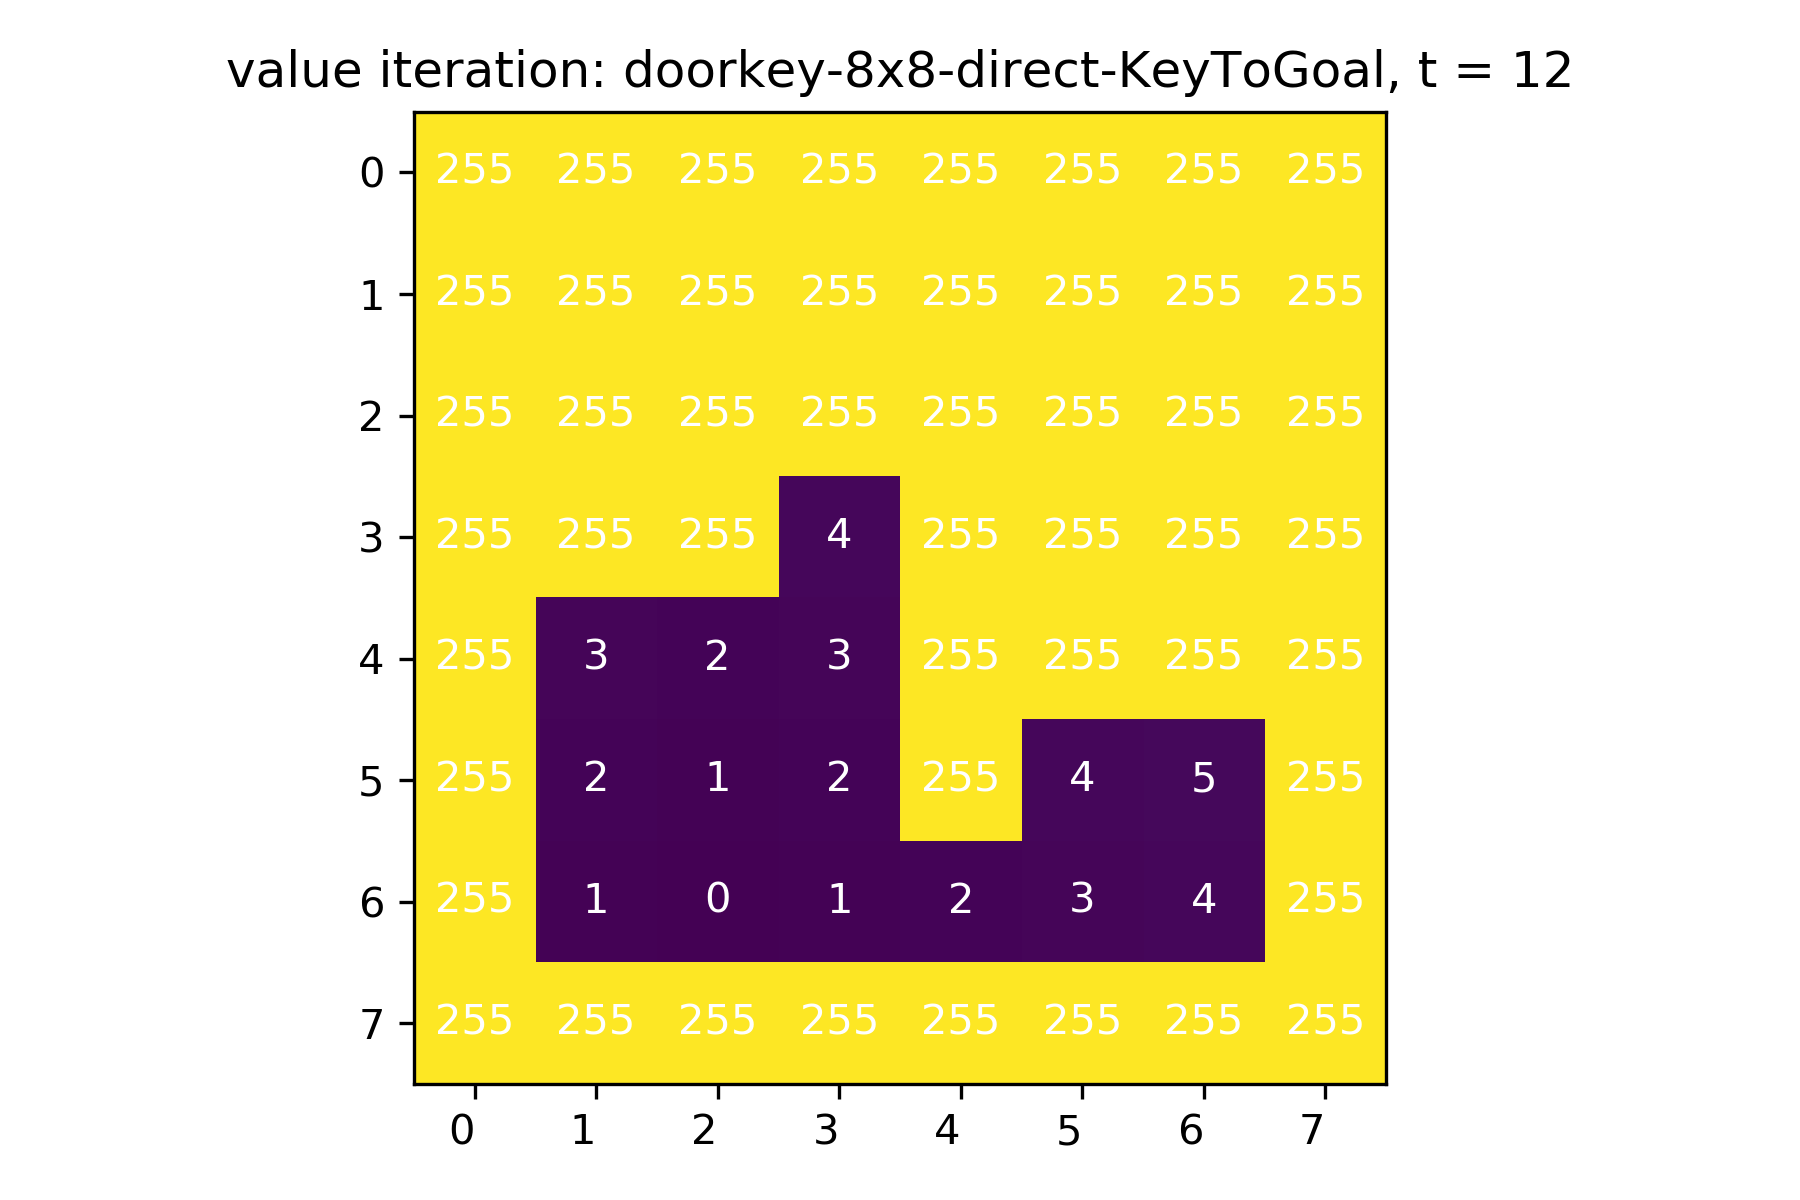 value iteration: doorkey-8x8-direct-KeyToGoal, t = 12
0 255 255 255 255 255 255 255 255
1 255 255 255 255 255 255 255 255
2 255 255 255 255 255 255 255 255
3 255 255 255 4 255 255 255 255
4 255 3 2 3 255 255 255 255
5 255 2 1 2 255 4 5 255
6 255 1 0 1 2 3 4 255
7 255 255 255 255 255 255 255 255
0 1 2 3 4 5 6 7